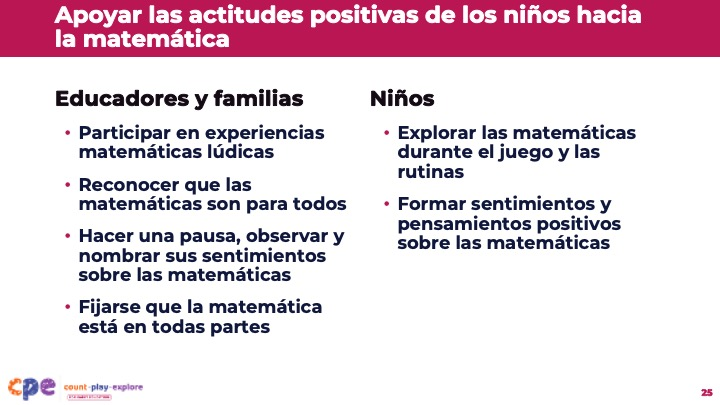 Apoyar las actitudes positivas de los niños hacia
la matemática
Educadores y familias
• Participar en experiencias
matemáticas lúdicas
• Reconocer que las
matemáticas son para todos
• Hacer una pausa, observar y
nombrar sus sentimientos
sobre las matemáticas
• Fijarse que la matemática
está en todas partes
Niños
• Explorar las matemáticas
durante el juego y las
rutinas
• Formar sentimientos y
pensamientos positivos
sobre las matemáticas
cpe
count·play·explore
25